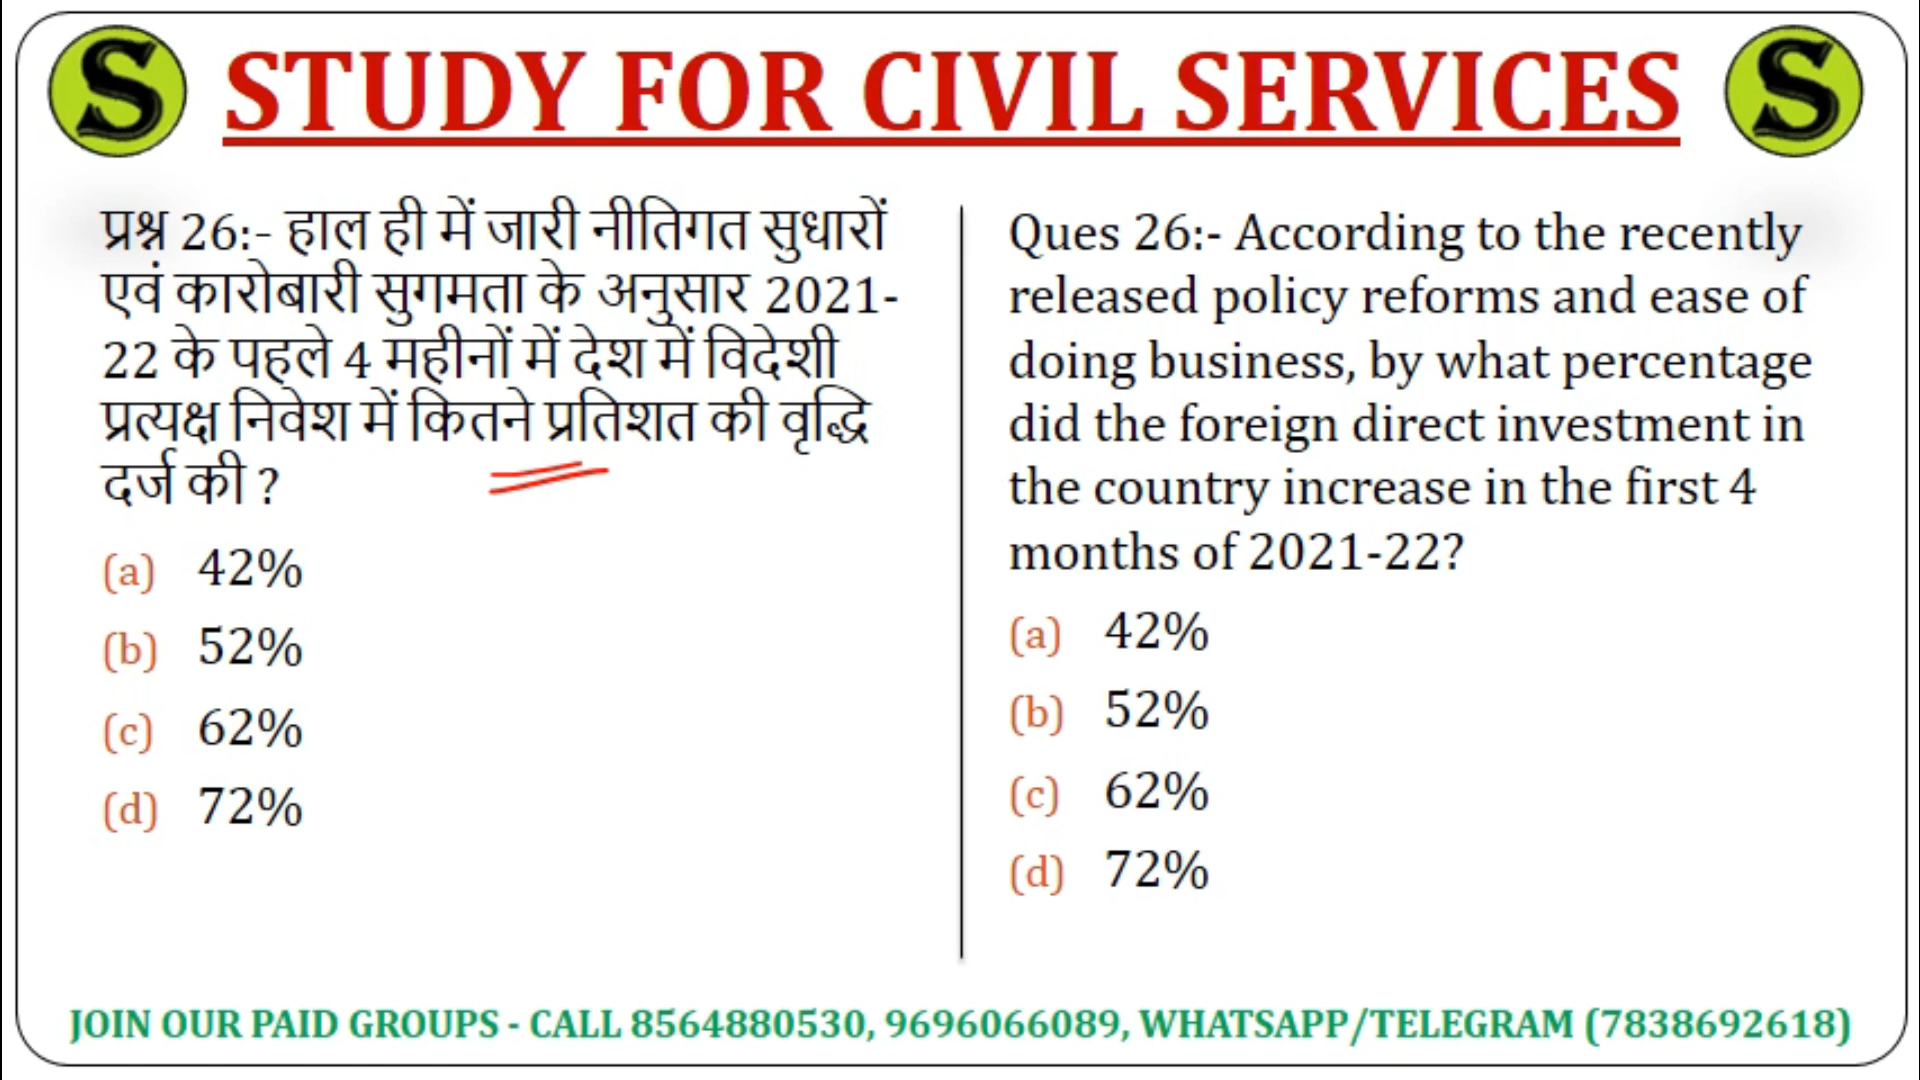 S STUDY FOR CIVIL SERVICES S
प्रश्न 26:- हाल ही में जारी नीतिगत सुधारों
एवं कारोबारी सुगमता के अनुसार 2021-
22 के पहले 4 महीनों में देश में विदेशी
प्रत्यक्ष निवेश में कितने प्रतिशत की वृद्धि
दर्ज की ?
(a) 42%
(b) 52%
(c) 62%
(d) 72%
Ques 26:- According to the recently
released policy reforms and ease of
doing business, by what percentage
did the foreign direct investment in
the country increase in the first 4
months of 2021-22?
(a) 42%
(b) 52%
(c) 62%
(d) 72%
JOIN OUR PAID GROUPS - CALL 8564880530, 9696066089, WHATSAPP/TELEGRAM (7838692618)